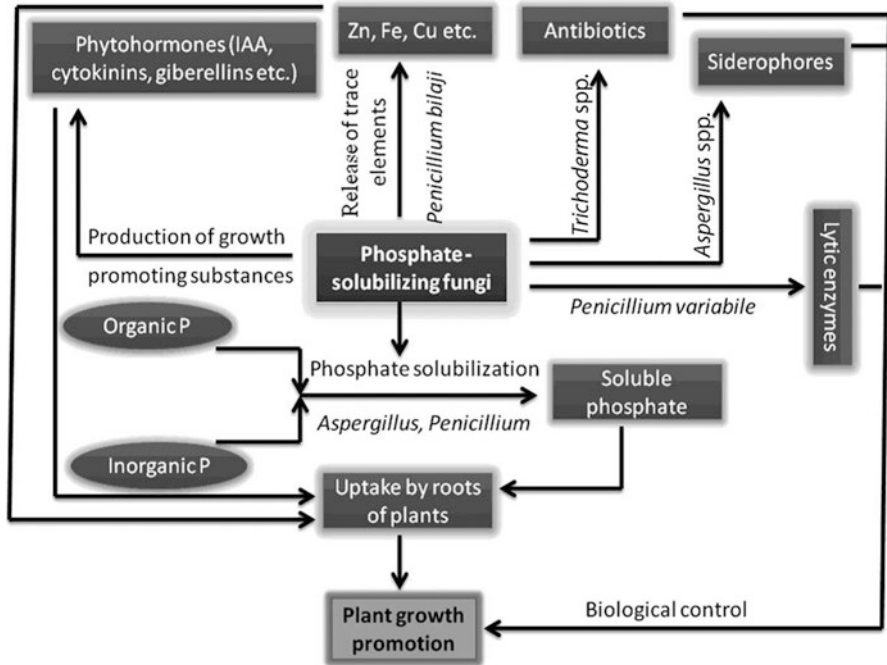 Phytohormones (IAA,
cytokinins, giberellins etc.)
Zn, Fe, Cu etc.
Antibiotics
Siderophores
Release of trace
elements
Penicillium bilaji
Trichoderma spp.
Aspergillus spp.
Production of growth
promoting substances
Phosphate-
solubilizing fungi
Lytic enzymes
Penicillium variabile
Organic P
Phosphate solubilization
Aspergillus, Penicillium
Soluble
phosphate
Inorganic P
Uptake by roots
of plants
Plant growth
promotion
Biological control